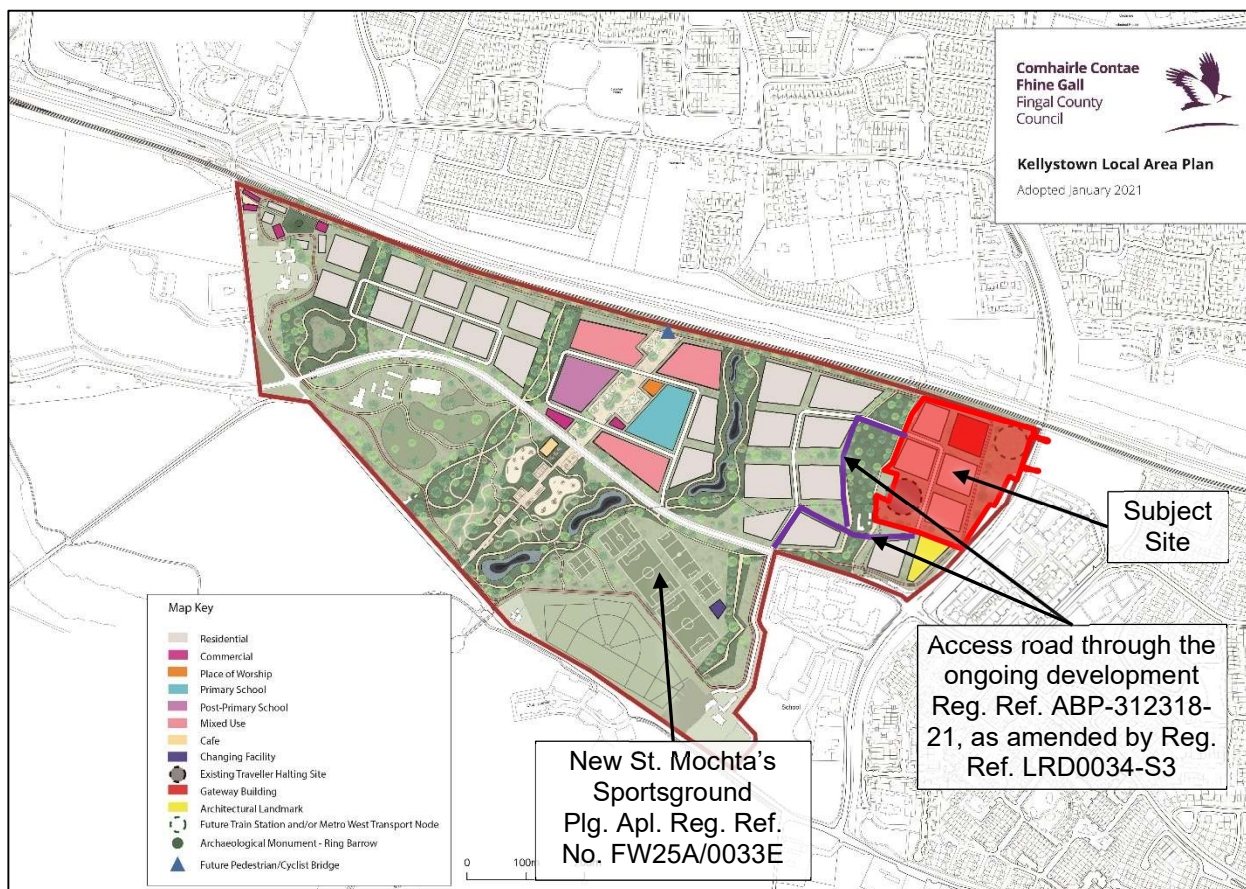 Comhairle Contae
Fhine Gall
Fingal County
Council
Kellystown Local Area Plan
Adopted January 2021
Subject
Site
Access road through the
ongoing development
Reg. Ref. ABP-312318-
21, as amended by Reg.
Ref. LRD0034-S3
New St. Mochta's
Sportsground
Plg. Apl. Reg. Ref.
No. FW25A/0033E
School
Map Key
Residential
Commercial
Place of Worship
Primary School
Post-Primary School
Mixed Use
Cafe
Changing Facility
Existing Traveller Halting Site
Gateway Building
Architectural Landmark
Future Train Station and/or Metro West Transport Node
Archaeological Monument - Ring Barrow
Future Pedestrian/Cyclist Bridge
0 100m